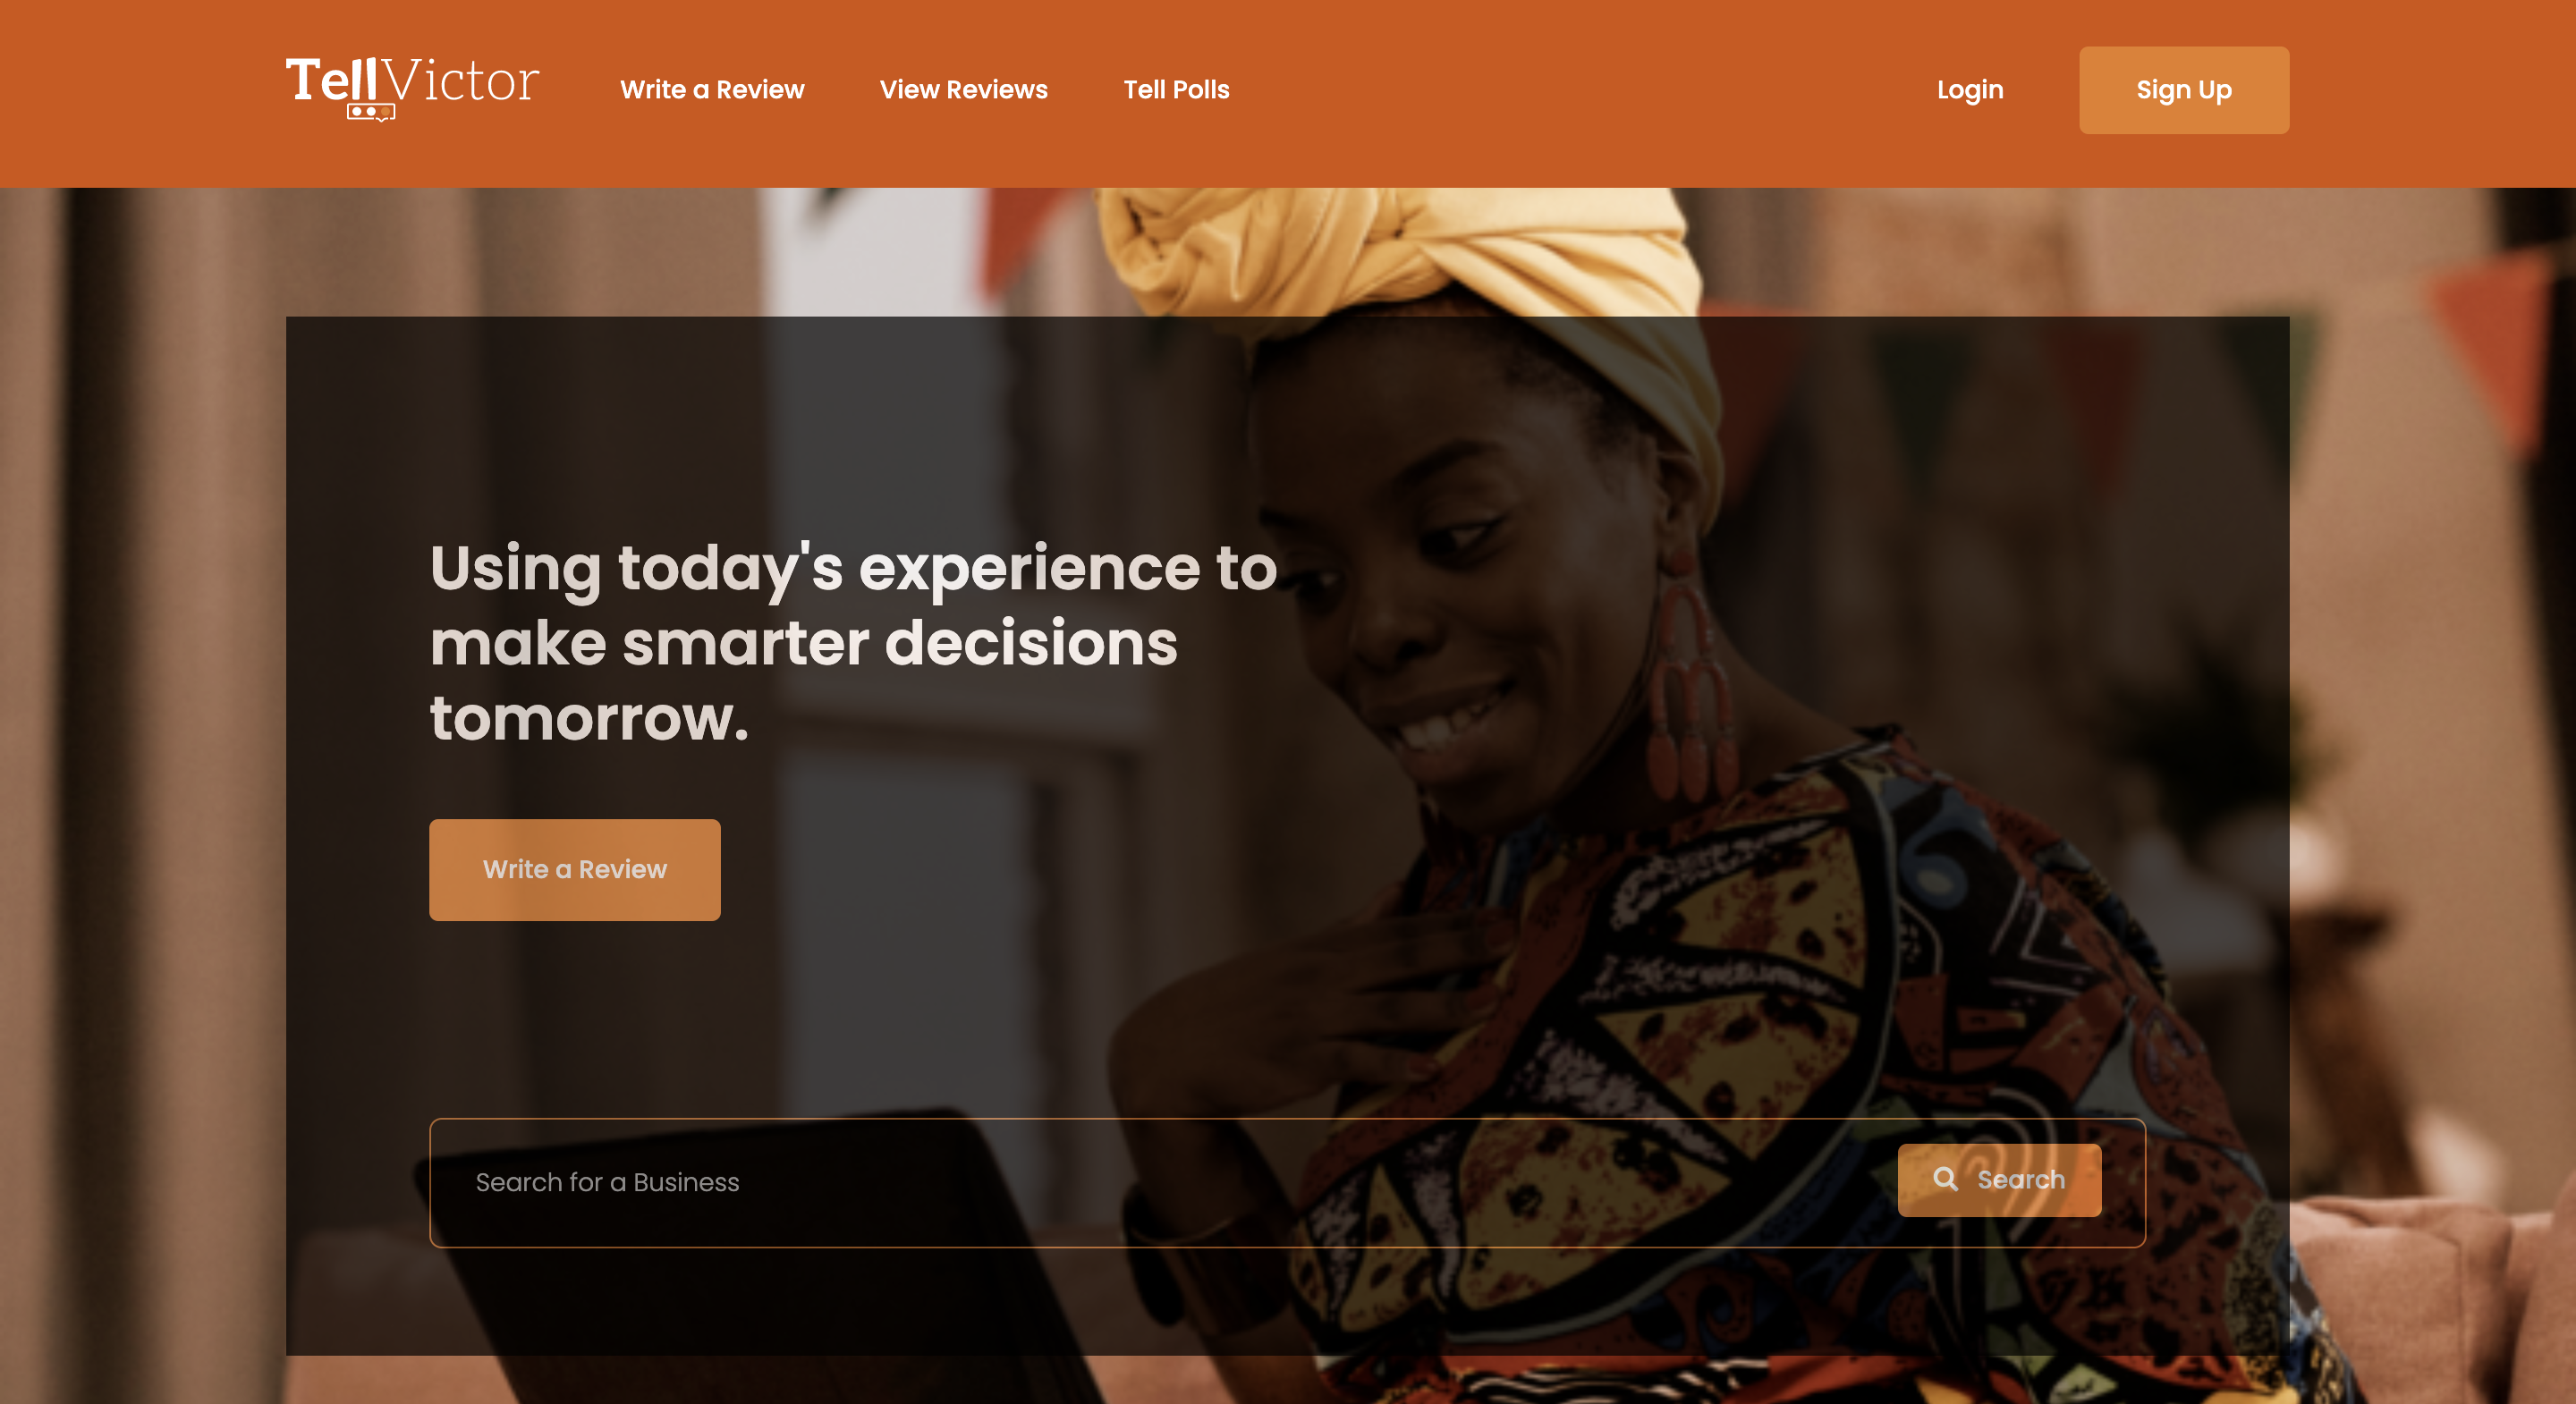 TellVictor
Write a Review
View Reviews
Tell Polls
Login
Sign Up
Using today's experience to
make smarter decisions
tomorrow.
Write a Review
Search for a Business
Search